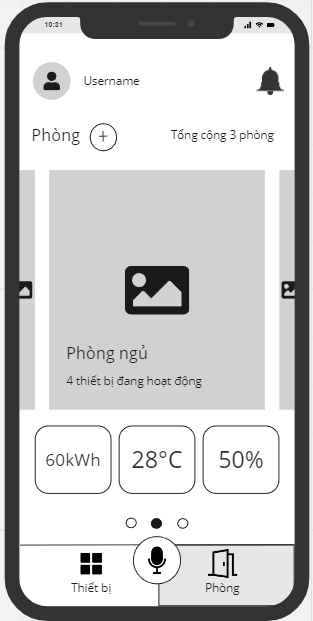 10:31
Username
Phòng +
Tổng cộng 3 phòng
Phòng ngủ
4 thiết bị đang hoạt động
60kWh 28°C 50%
Thiết bị
Phòng